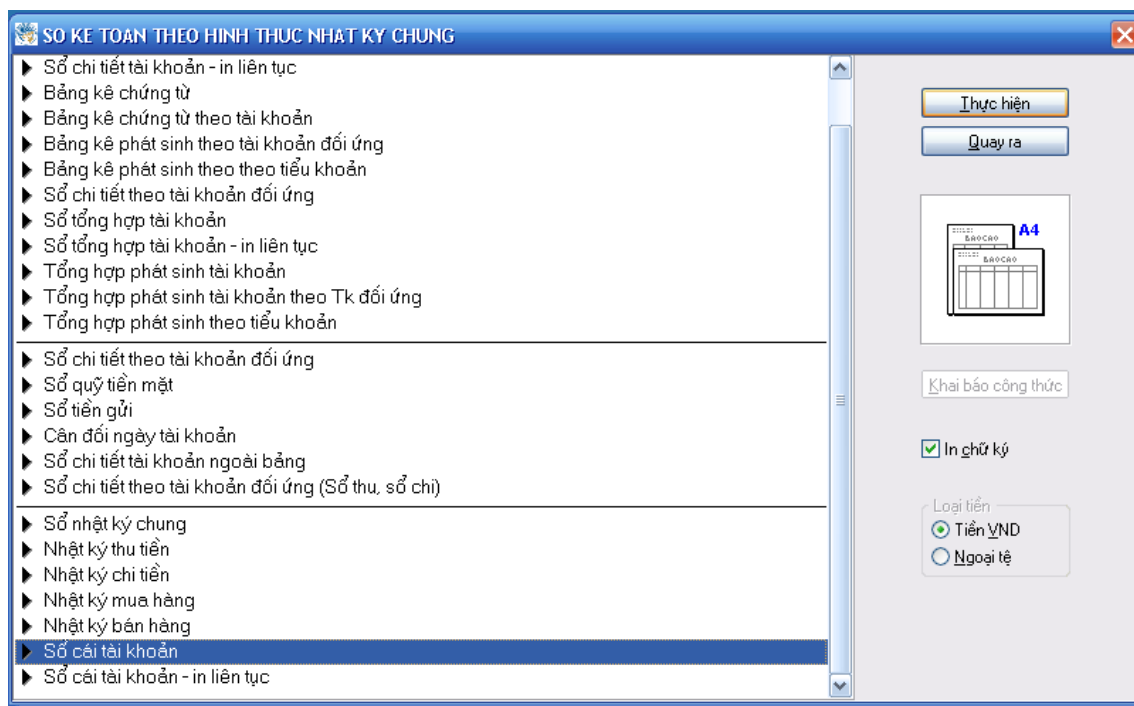 SO KE TOAN THEO HINH THUC NHAT KY CHUNG
Sổ chi tiết tài khoản - in liên tục
Bảng kê chứng từ
Bảng kê chứng từ theo tài khoản
Bảng kê phát sinh theo tài khoản đối ứng
Bảng kê phát sinh theo theo tiểu khoản
Sổ chi tiết theo tài khoản đối ứng
Sổ tổng hợp tài khoản
Sổ tổng hợp tài khoản - in liên tục
Tổng hợp phát sinh tài khoản
Tổng hợp phát sinh tài khoản theo Tk đối ứng
Tổng hợp phát sinh theo tiểu khoản
Sổ chi tiết theo tài khoản đối ứng
Sổ quỹ tiền mặt
Sổ tiền gửi
Cân đối ngày tài khoản
Sổ chi tiết tài khoản ngoài bảng
Sổ chi tiết theo tài khoản đối ứng (Sổ thu, sổ chi)
Sổ nhật ký chung
Nhật ký thu tiền
Nhật ký chi tiền
Nhật ký mua hàng
Nhật ký bán hàng
Sổ cái tài khoản
Sổ cái tài khoản - in liên tục
Thực hiện
Quay ra
A4
BAOCAO
BAOCAO
Khai báo công thức
In chữ ký
Loại tiền
Tiền VND
Ngoại tệ